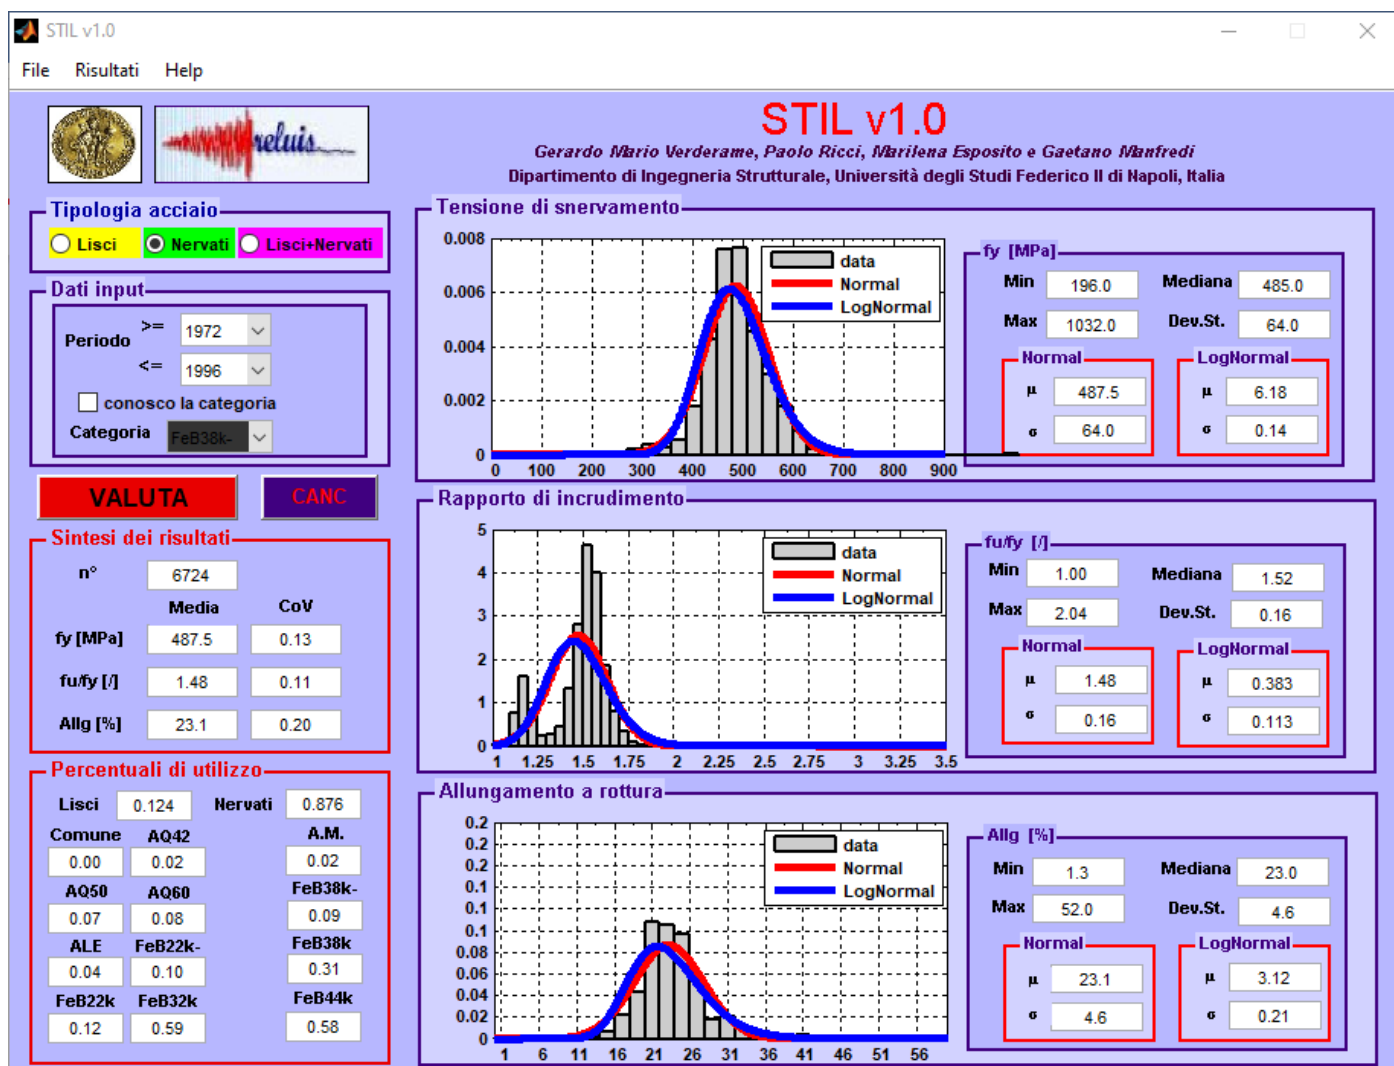 STIL v1.0
File Risultati Help
reluis
STIL v1.0
Gerardo Mario Verderame, Paolo Ricci, Marilena Esposito e Gaetano Manfredi
Dipartimento di Ingegneria Strutturale, Università degli Studi Federico II di Napoli, Italia
Tipologia acciaio
Lisci Nervati Lisci+Nervati
Dati input
Periodo >= 1972
<= 1996
conosco la categoria
Categoria FeB38k-
VALUTA CANC
Sintesi dei risultati
n° 6724
Media CoV
fy [MPa] 487.5 0.13
fu/fy [/] 1.48 0.11
Allg [%] 23.1 0.20
Percentuali di utilizzo
Lisci 0.124 Nervati 0.876
Comune AQ42 A.M.
0.00 0.02 0.02
AQ50 AQ60 FeB38k-
0.07 0.08 0.09
ALE FeB22k- FeB38k
0.04 0.10 0.31
FeB22k FeB32k FeB44k
0.12 0.59 0.58
Tensione di snervamento
0.008
0.006
0.004
0.002
0
0 100 200 300 400 500 600 700 800 900
data
Normal
LogNormal
fy [MPa]
Min 196.0 Mediana 485.0
Max 1032.0 Dev.St. 64.0
Normal LogNormal
μ 487.5 μ 6.18
σ 64.0 σ 0.14
Rapporto di incrudimento
5
4
3
2
1
0
1 1.25 1.5 1.75 2 2.25 2.5 2.75 3 3.25 3.5
data
Normal
LogNormal
fu/fy [/]
Min 1.00 Mediana 1.52
Max 2.04 Dev.St. 0.16
Normal LogNormal
μ 1.48 μ 0.383
σ 0.16 σ 0.113
Allungamento a rottura
0.2
0.2
0.2
0.1
0.1
0.1
0.08
0.06
0.04
0.02
0
1 6 11 16 21 26 31 36 41 46 51 56
data
Normal
LogNormal
Allg [%]
Min 1.3 Mediana 23.0
Max 52.0 Dev.St. 4.6
Normal LogNormal
μ 23.1 μ 3.12
σ 4.6 σ 0.21